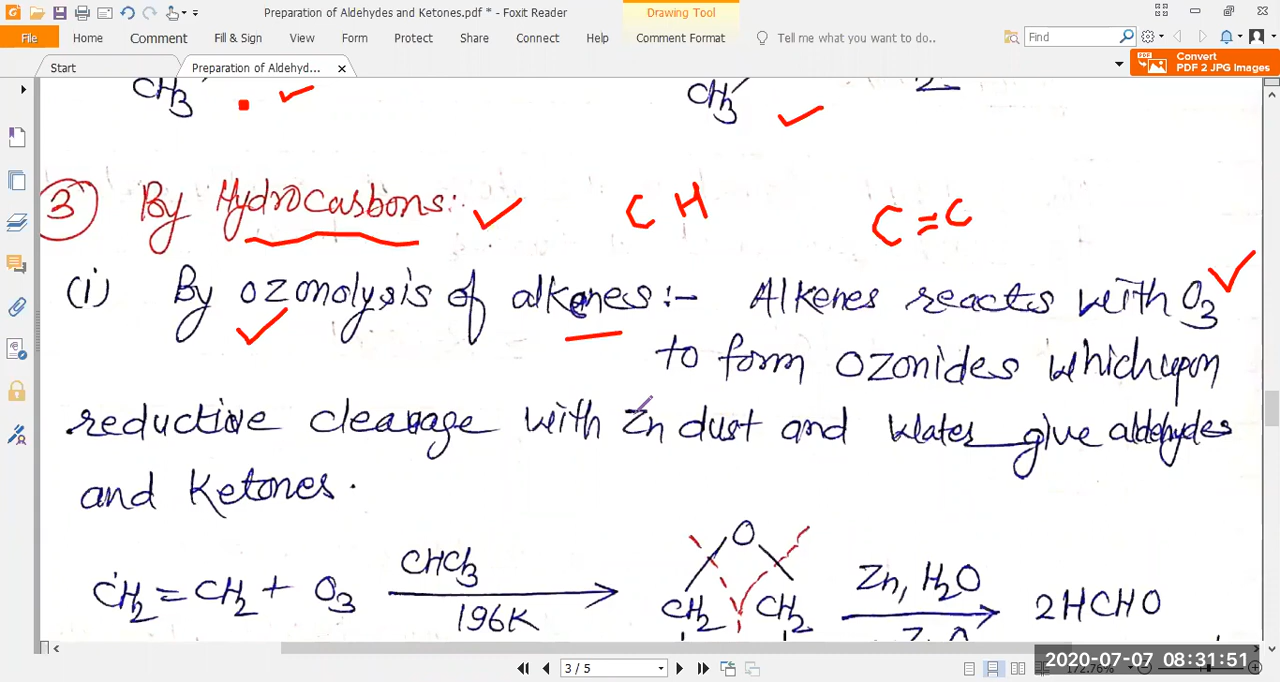 Preparation of Aldehydes and Ketones.pdf * - Foxit Reader
Drawing Tool
File Home Comment Fill & Sign View Form Protect Share Connect Help Comment Format Tell me what you want to do.. Find
Start Preparation of Aldehyd...
Convert
PDF 2 JPG Images
CH3 CH3 2
3 By Hydrocarbons:- C H C=C
(i) By ozonolysis of alkenes :- Alkenes reacts with O3
to form ozonides which upon
reductive cleavage with Zn dust and Water give aldehydes
and Ketones.
O
CHCl3 Zn, H2O
CH2 = CH2 + O3 CH2 CH2 2HCHO
196K
3 / 5
2020-07-07 08:31:51